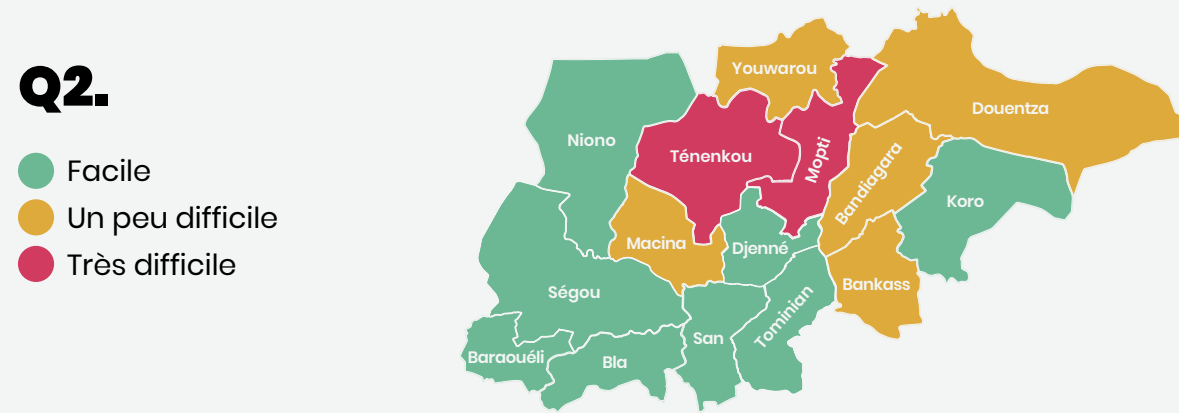 Q2.
Facile
Un peu difficile
Très difficile
Youwarou
Douentza
Niono
Ténenkou
Mopti
Bandiagara
Koro
Macina
Djenné
Bankass
Ségou
Tominian
San
Baraouéli
Bla